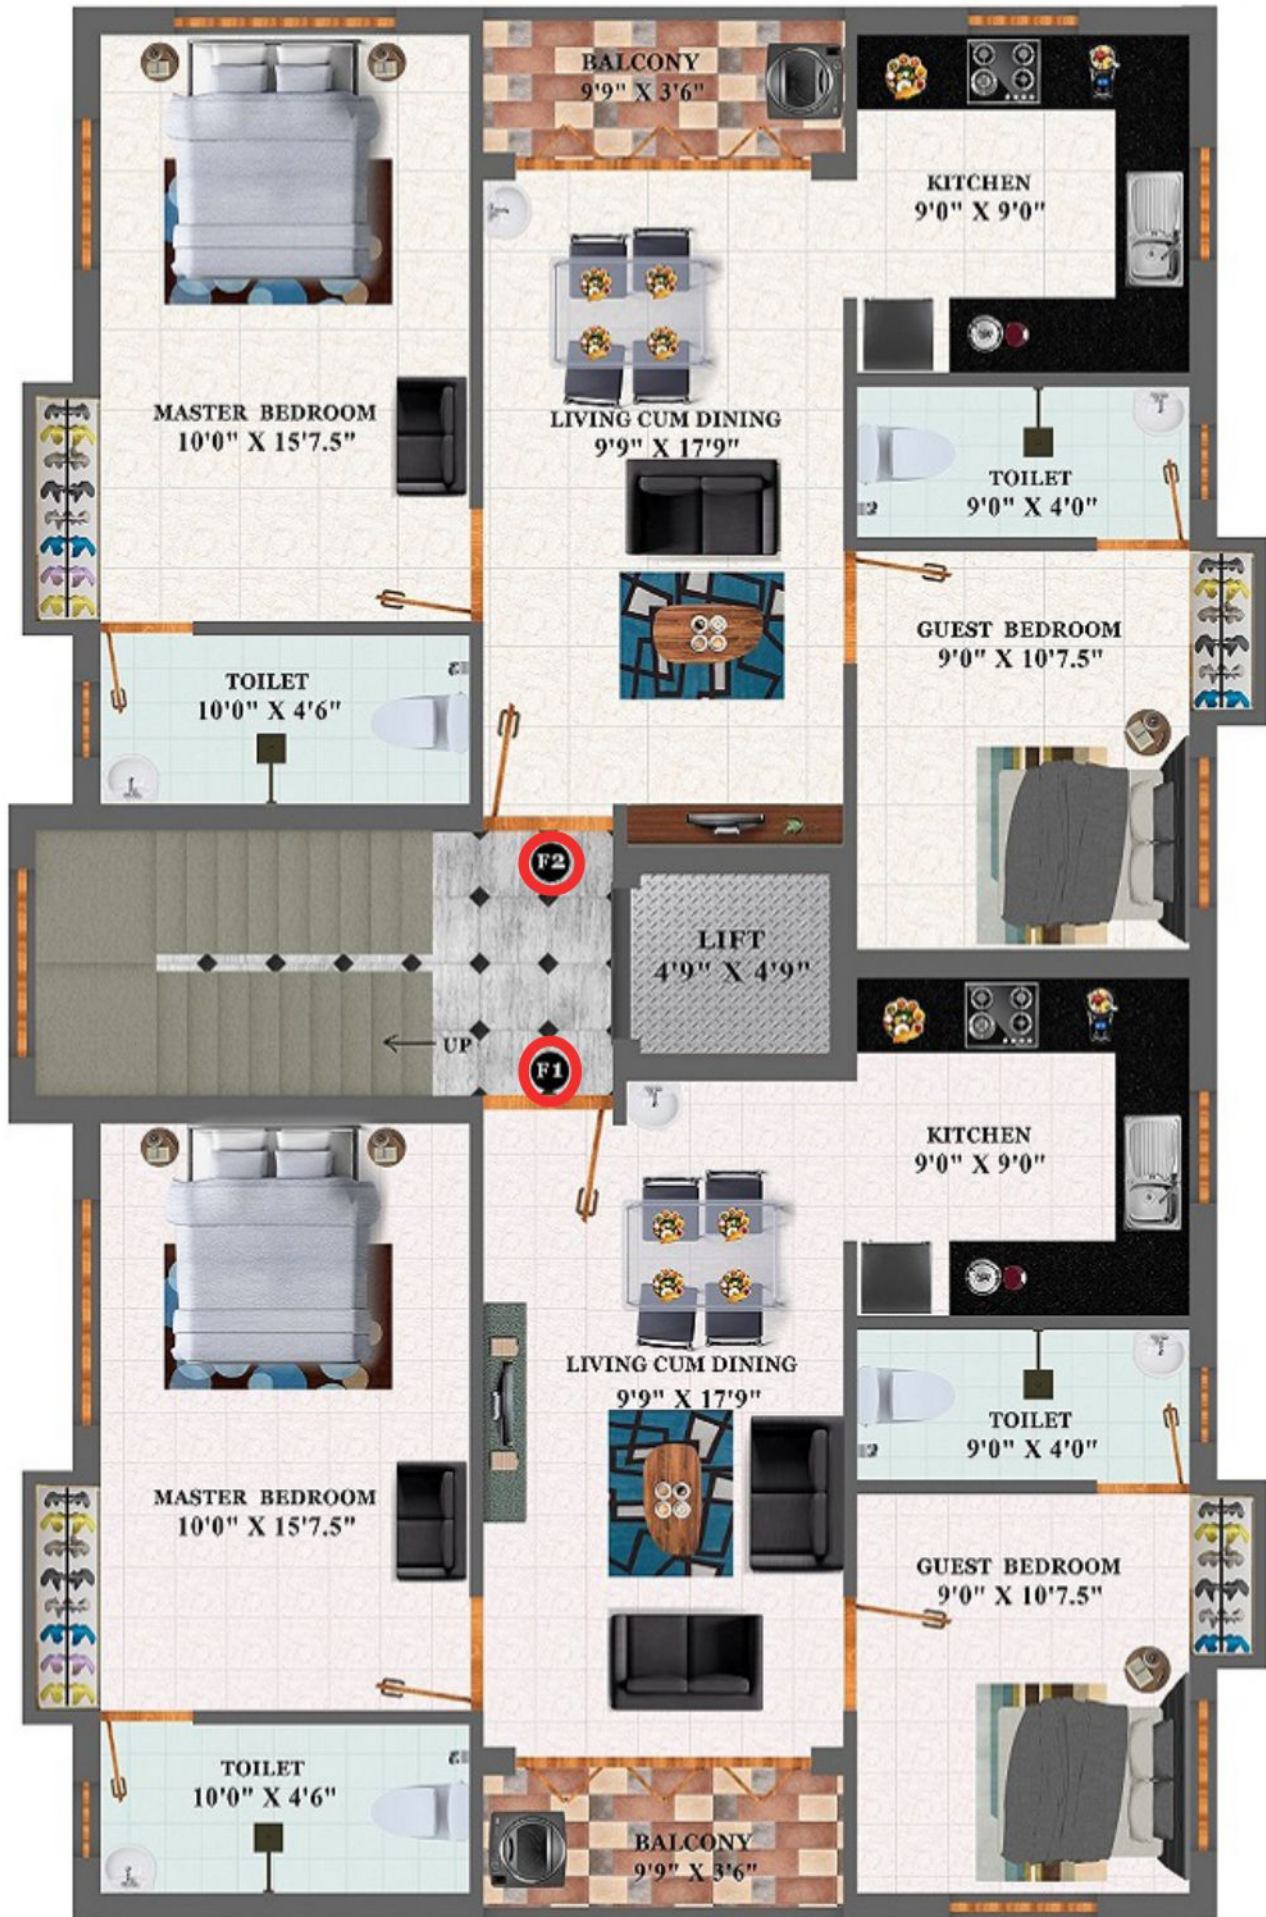 BALCONY
9'9" X 3'6"
KITCHEN
9'0" X 9'0"
MASTER BEDROOM
10'0" X 15'7.5"
LIVING CUM DINING
9'9" X 17'9"
TOILET
9'0" X 4'0"
GUEST BEDROOM
9'0" X 10'7.5"
TOILET
10'0" X 4'6"
F2
LIFT
4'9" X 4'9"
UP
F1
KITCHEN
9'0" X 9'0"
LIVING CUM DINING
9'9" X 17'9"
TOILET
9'0" X 4'0"
MASTER BEDROOM
10'0" X 15'7.5"
GUEST BEDROOM
9'0" X 10'7.5"
TOILET
10'0" X 4'6"
BALCONY
9'9" X 3'6"